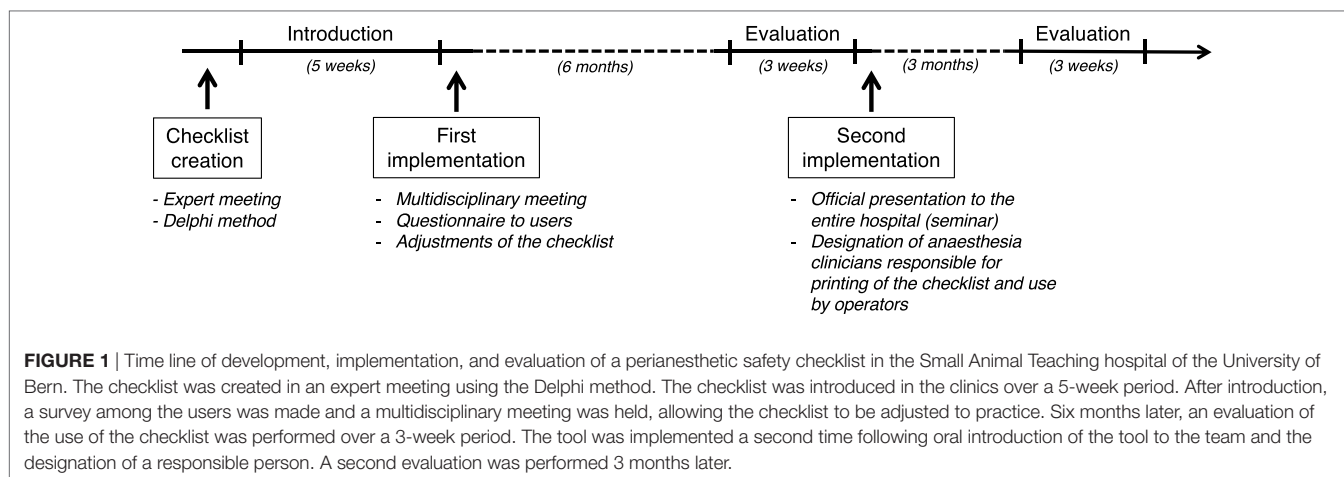 Introduction
Evaluation
Evaluation
(5 weeks)
(6 months)
(3 weeks)
(3 months)
(3 weeks)
Checklist
creation
- Expert meeting
- Delphi method
First
implementation
- Multidisciplinary meeting
- Questionnaire to users
- Adjustments of the checklist
Second
implementation
- Official presentation to the
entire hospital (seminar)
- Designation of anaesthesia
clinicians responsible for
printing of the checklist and use
by operators
FIGURE 1 | Time line of development, implementation, and evaluation of a perianesthetic safety checklist in the Small Animal Teaching hospital of the University of
Bern. The checklist was created in an expert meeting using the Delphi method. The checklist was introduced in the clinics over a 5-week period. After introduction,
a survey among the users was made and a multidisciplinary meeting was held, allowing the checklist to be adjusted to practice. Six months later, an evaluation of
the use of the checklist was performed over a 3-week period. The tool was implemented a second time following oral introduction of the tool to the team and the
designation of a responsible person. A second evaluation was performed 3 months later.